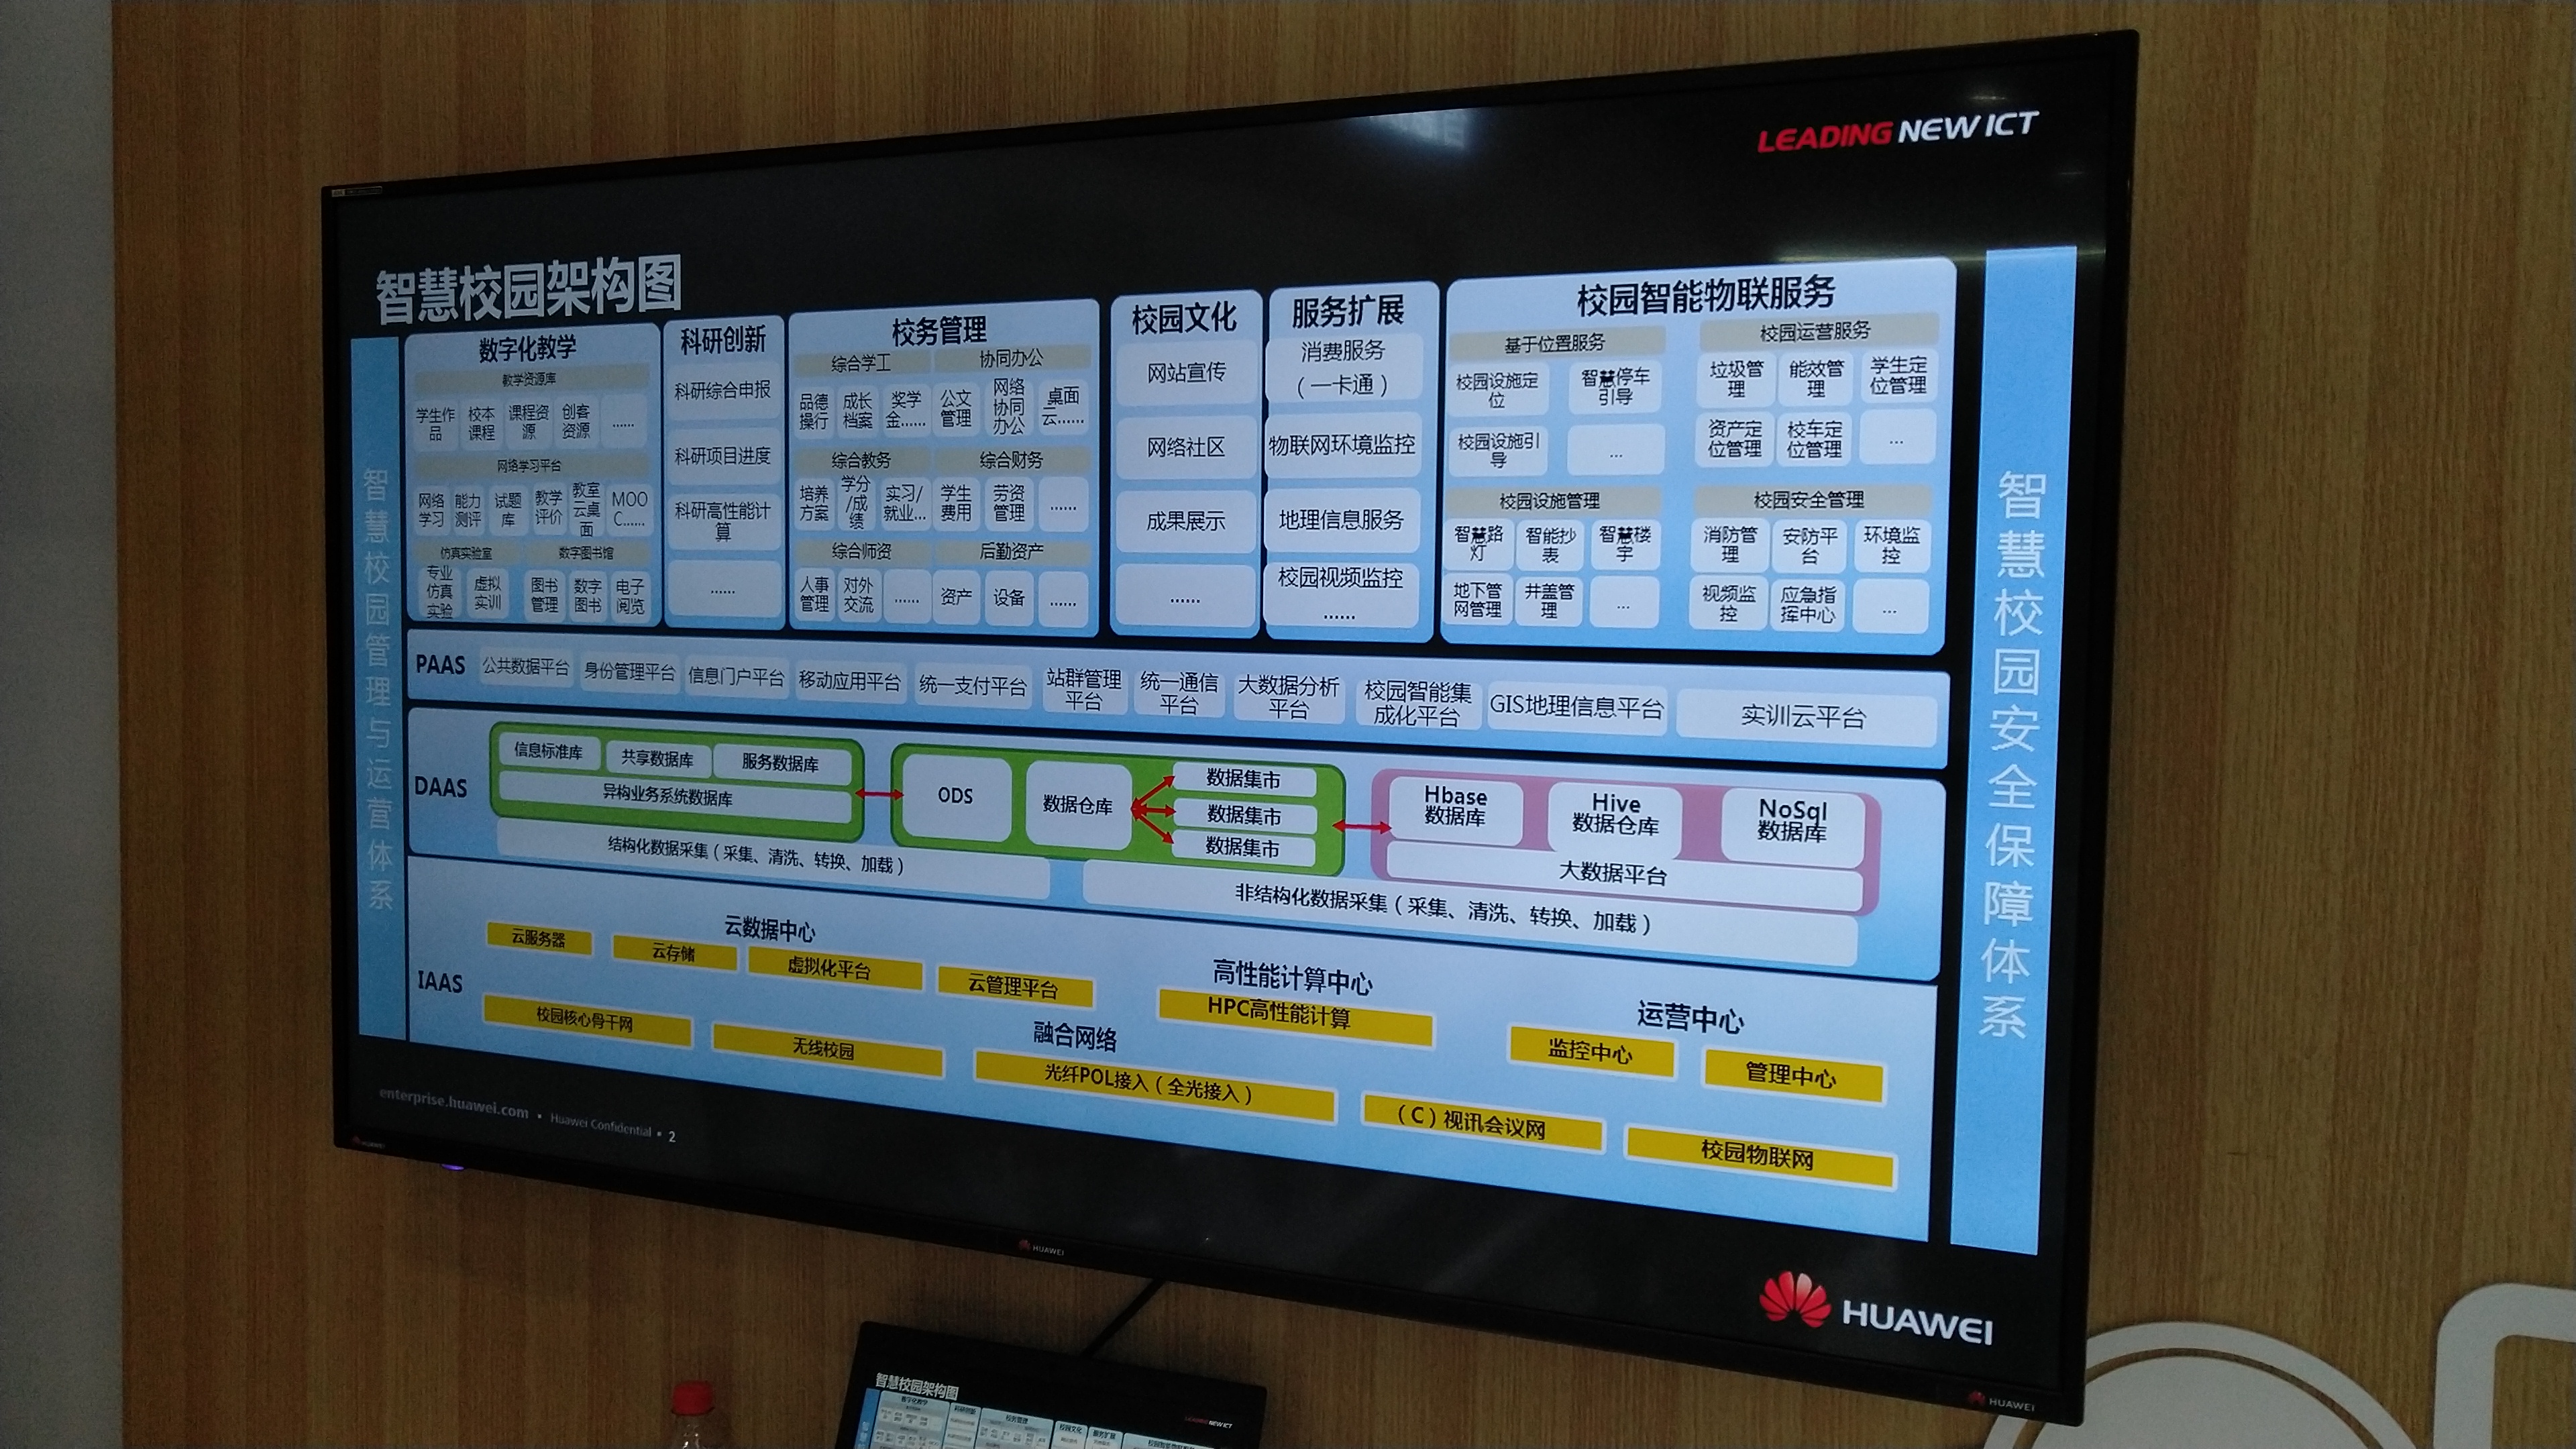 LEADING NEW ICT
智慧校园架构图
智慧校园管理与运营体系
数字化教学
教学资源库
学生作品
校本课程
课程资源
创客资源
......
网络学习平台
网络学习
能力测评
试题库
教学评价
教室云桌面
MOOC......
仿真实验室
数字图书馆
专业仿真实验
虚拟实训
图书管理
数字图书
电子阅览
科研创新
科研综合申报
科研项目进度
科研高性能计算
......
校务管理
综合学工
协同办公
品德操行
成长档案
奖学金......
公文管理
网络协同办公
桌面云......
综合教务
综合财务
培养方案
学分/成绩
实习/就业...
学生费用
劳资管理
......
综合师资
后勤资产
人事管理
对外交流
......
资产
设备
......
校园文化
网站宣传
网络社区
成果展示
......
服务扩展
消费服务
（一卡通）
物联网环境监控
地理信息服务
校园视频监控
......
校园智能物联服务
基于位置服务
校园设施定位
智慧停车引导
校园设施引导
...
校园运营服务
垃圾管理
能效管理
学生定位管理
资产定位管理
校车定位管理
...
校园设施管理
智慧路灯
智能抄表
智慧楼宇
地下管网管理
井盖管理
...
校园安全管理
消防管理
安防平台
环境监控
视频监控
应急指挥中心
...
智慧校园安全保障体系
PAAS
公共数据平台
身份管理平台
信息门户平台
移动应用平台
统一支付平台
站群管理平台
统一通信平台
大数据分析平台
校园智能集成化平台
GIS地理信息平台
实训云平台
DAAS
信息标准库
共享数据库
服务数据库
异构业务系统数据库
ODS
数据仓库
数据集市
数据集市
数据集市
Hbase
数据库
Hive
数据仓库
NoSql
数据库
大数据平台
结构化数据采集（采集、清洗、转换、加载）
非结构化数据采集（采集、清洗、转换、加载）
IAAS
云数据中心
云服务器
云存储
虚拟化平台
云管理平台
高性能计算中心
HPC高性能计算
运营中心
监控中心
管理中心
融合网络
校园核心骨干网
无线校园
光纤POL接入（全光接入）
（C）视讯会议网
校园物联网
enterprise.huawei.com • Huawei Confidential • 2
HUAWEI
HUAWEI
HUAWEI
HUAWEI
智慧校园架构图
LEADING NEW ICT
数字化教学
科研创新
校务管理
校园文化
服务扩展